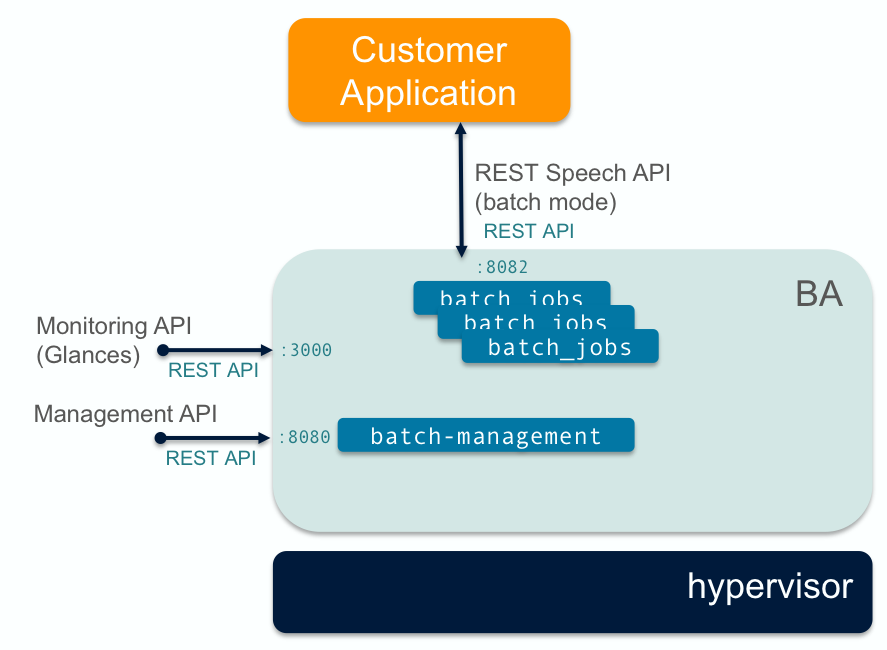 Customer
Application
REST Speech API
(batch mode)
REST API
:8082
BA
batch_jobs
batch_jobs
batch_jobs
Monitoring API
(Glances)
REST API
:3000
Management API
REST API
:8080
batch-management
hypervisor